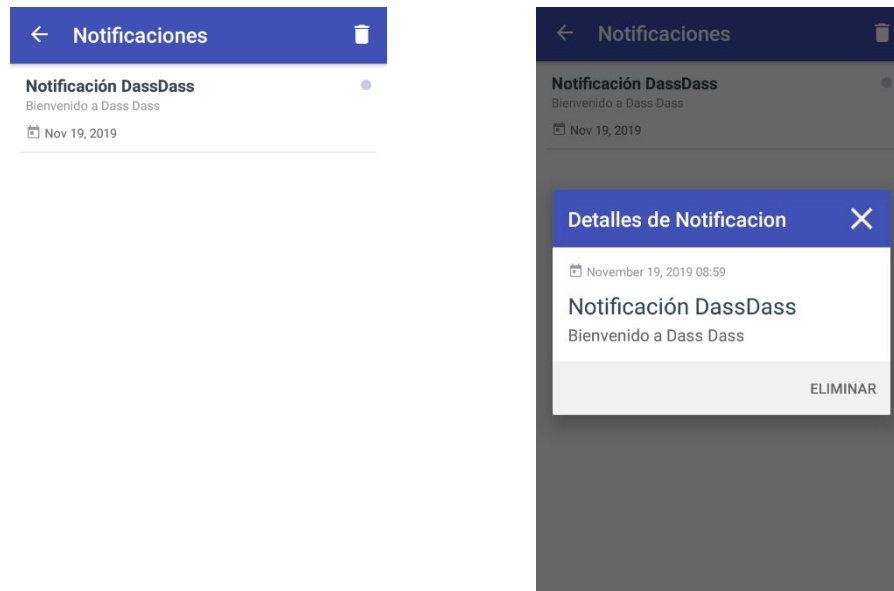 Notificaciones
Notificación DassDass
Bienvenido a Dass Dass
Nov 19, 2019
Notificaciones
Notificación DassDass
Bienvenido a Dass Dass
Nov 19, 2019
Detalles de Notificacion
November 19, 2019 08:59
Notificación DassDass
Bienvenido a Dass Dass
ELIMINAR